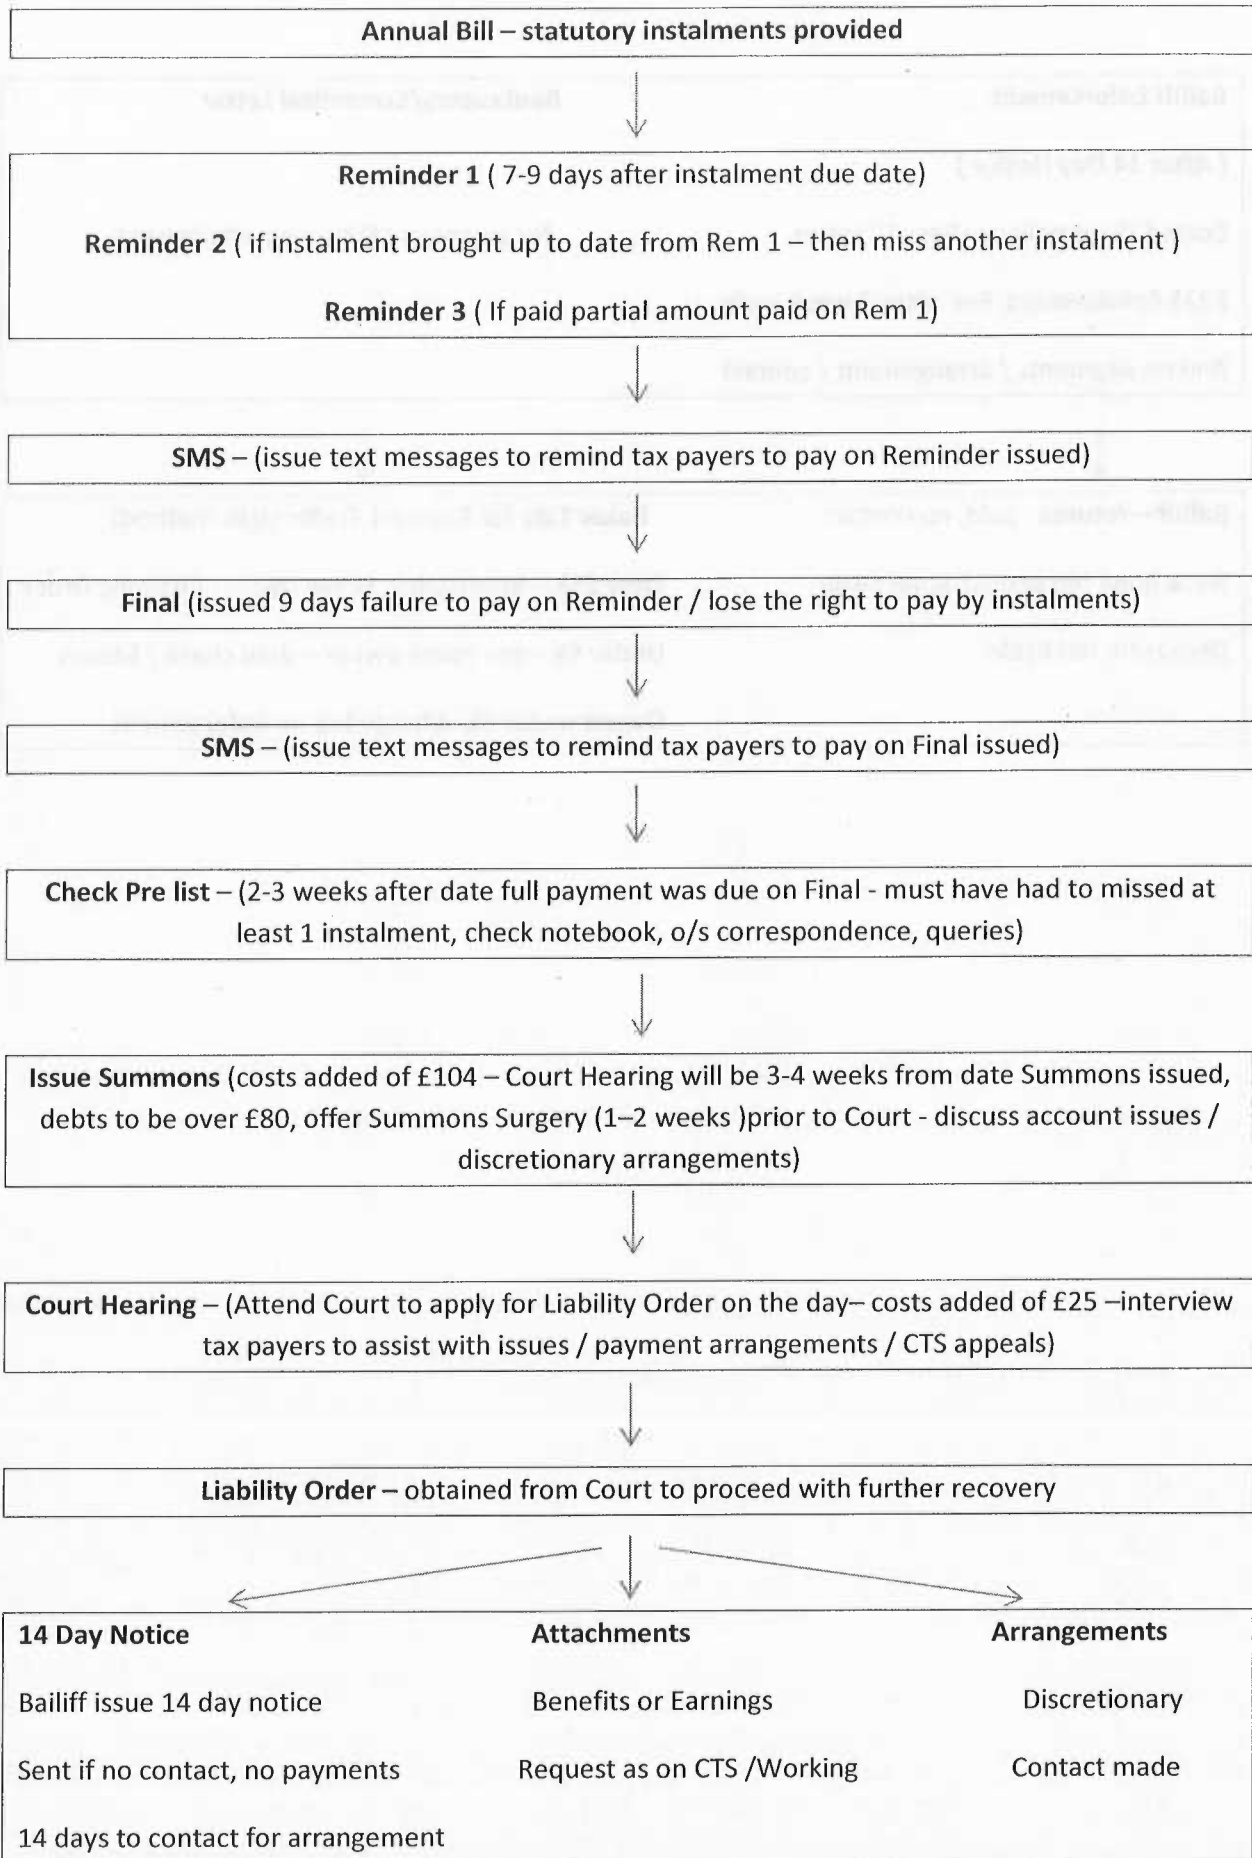 Annual Bill – statutory instalments provided
Reminder 1 ( 7-9 days after instalment due date)
Reminder 2 ( if instalment brought up to date from Rem 1 – then miss another instalment )
Reminder 3 ( If paid partial amount paid on Rem 1)
SMS – (issue text messages to remind tax payers to pay on Reminder issued)
Final (issued 9 days failure to pay on Reminder / lose the right to pay by instalments)
SMS – (issue text messages to remind tax payers to pay on Final issued)
Check Pre list – (2-3 weeks after date full payment was due on Final - must have had to missed at
least 1 instalment, check notebook, o/s correspondence, queries)
Issue Summons (costs added of £104 – Court Hearing will be 3-4 weeks from date Summons issued,
debts to be over £80, offer Summons Surgery (1–2 weeks )prior to Court - discuss account issues /
discretionary arrangements)
Court Hearing – (Attend Court to apply for Liability Order on the day– costs added of £25 –interview
tax payers to assist with issues / payment arrangements / CTS appeals)
Liability Order – obtained from Court to proceed with further recovery
14 Day Notice Attachments Arrangements
Bailiff issue 14 day notice Benefits or Earnings Discretionary
Sent if no contact, no payments Request as on CTS /Working Contact made
14 days to contact for arrangement